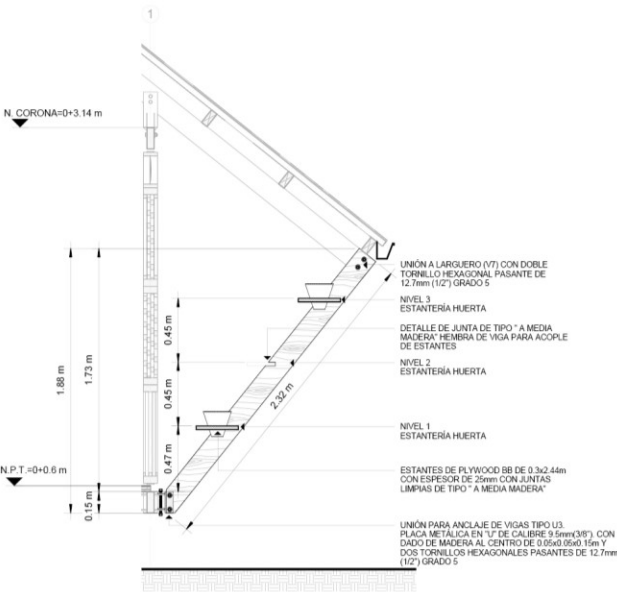 1
N. CORONA=0+3.14 m
UNIÓN A LARGUERO (V7) CON DOBLE
TORNILLO HEXAGONAL PASANTE DE
12.7mm (1/2") GRADO 5
NIVEL 3
ESTANTERÍA HUERTA
DETALLE DE JUNTA DE TIPO " A MEDIA
MADERA" HEMBRA DE VIGA PARA ACOPLE
DE ESTANTES
NIVEL 2
ESTANTERÍA HUERTA
NIVEL 1
ESTANTERÍA HUERTA
ESTANTES DE PLYWOOD BB DE 0.3x2.44m
CON ESPESOR DE 25mm CON JUNTAS
LIMPIAS DE TIPO " A MEDIA MADERA"
UNIÓN PARA ANCLAJE DE VIGAS TIPO U3.
PLACA METÁLICA EN "U" DE CALIBRE 9.5mm(3/8"). CON
DADO DE MADERA AL CENTRO DE 0.05x0.05x0.15m Y
DOS TORNILLOS HEXAGONALES PASANTES DE 12.7mm
(1/2") GRADO 5
1.88 m
1.73 m
0.45 m
0.45 m
0.47 m
2.32 m
N.P.T.=0+0.6 m
0.15 m